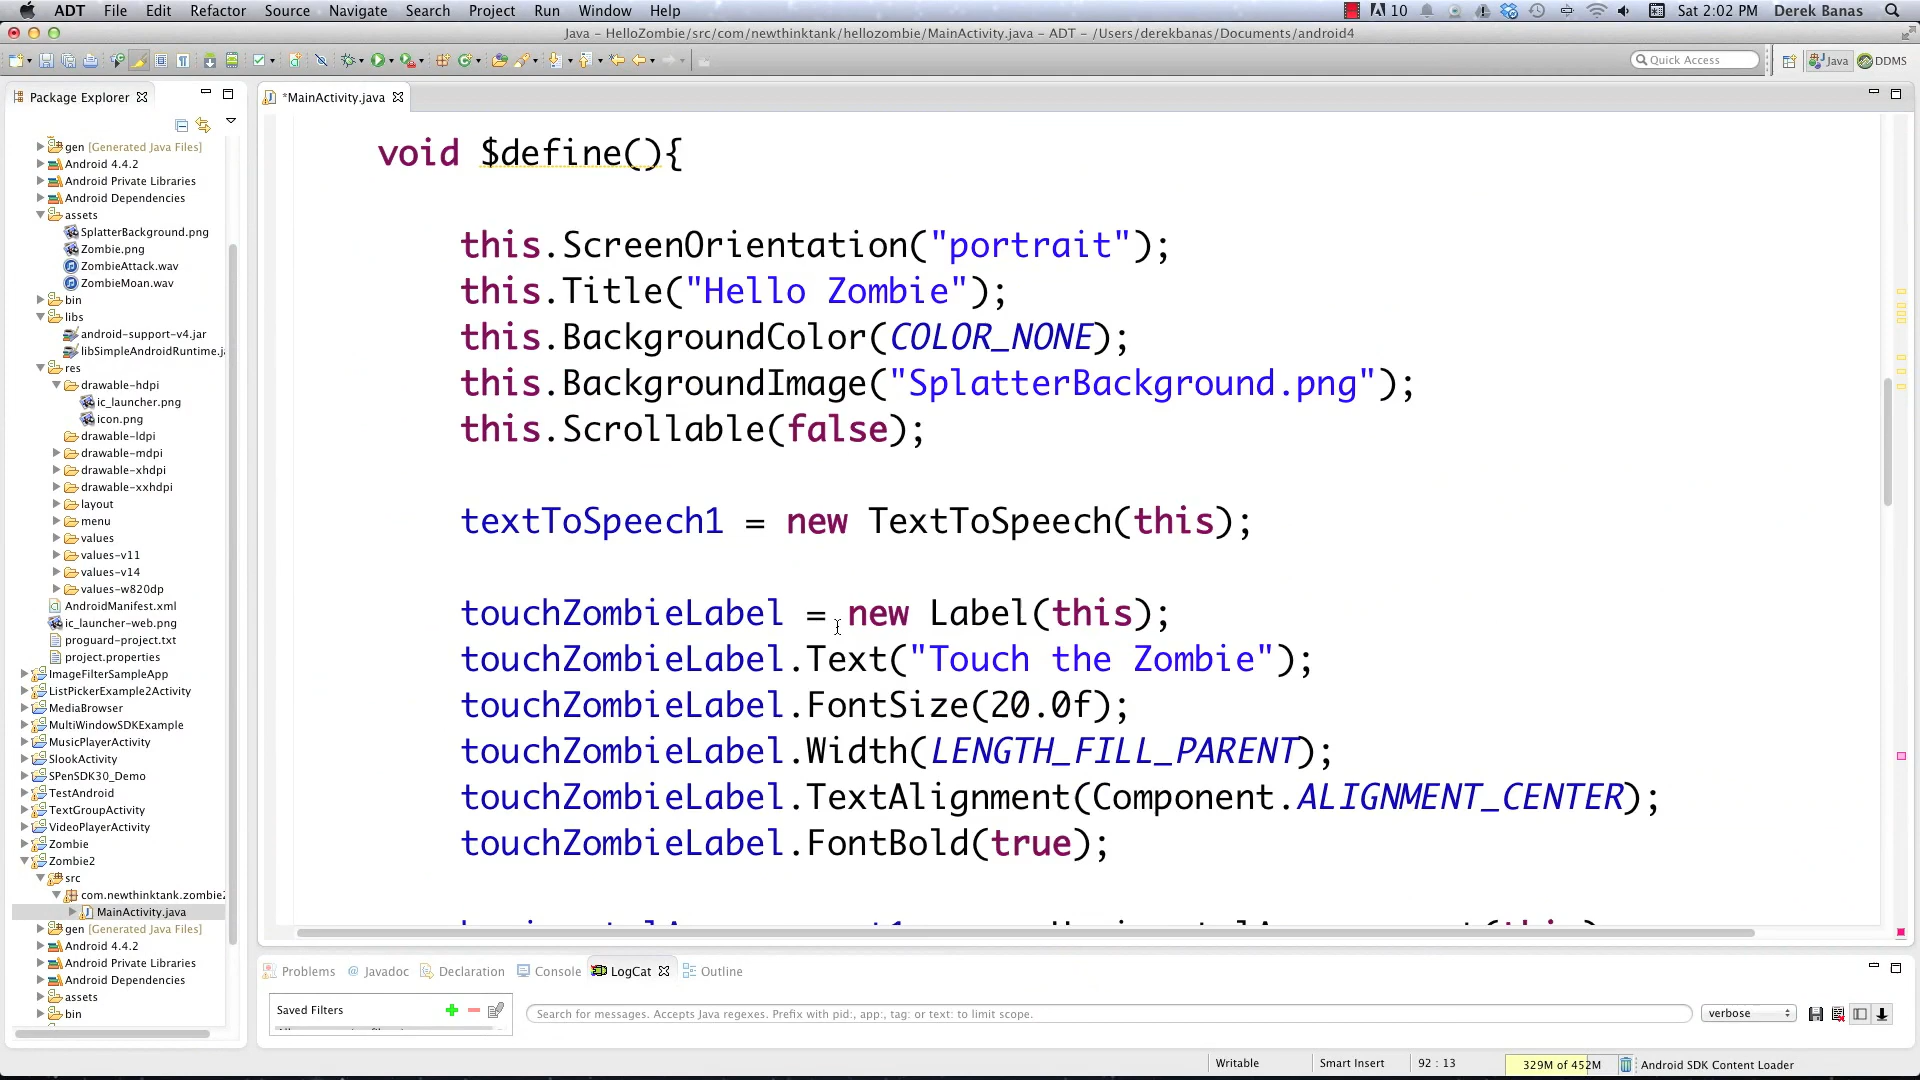 ADT File Edit Refactor Source Navigate Search Project Run Window Help 10 Sat 2:02 PM Derek Banas
Java – HelloZombie/src/com/newthinktank/hellozombie/MainActivity.java – ADT – /Users/derekbanas/Documents/android4
Quick Access Java DDMS
Package Explorer
*MainActivity.java
gen [Generated Java Files]
Android 4.4.2
Android Private Libraries
Android Dependencies
assets
SplatterBackground.png
Zombie.png
ZombieAttack.wav
ZombieMoan.wav
bin
libs
android-support-v4.jar
libSimpleAndroidRuntime.ja
res
drawable-hdpi
ic_launcher.png
icon.png
drawable-ldpi
drawable-mdpi
drawable-xhdpi
drawable-xxhdpi
layout
menu
values
values-v11
values-v14
values-w820dp
AndroidManifest.xml
ic_launcher-web.png
proguard-project.txt
project.properties
ImageFilterSampleApp
ListPickerExample2Activity
MediaBrowser
MultiWindowSDKExample
MusicPlayerActivity
SlookActivity
SPenSDK30_Demo
TestAndroid
TextGroupActivity
VideoPlayerActivity
Zombie
Zombie2
src
com.newthinktank.zombie2
MainActivity.java
gen [Generated Java Files]
Android 4.4.2
Android Private Libraries
Android Dependencies
assets
bin
void $define(){
this.ScreenOrientation("portrait");
this.Title("Hello Zombie");
this.BackgroundColor(COLOR_NONE);
this.BackgroundImage("SplatterBackground.png");
this.Scrollable(false);
textToSpeech1 = new TextToSpeech(this);
touchZombieLabel = new Label(this);
touchZombieLabel.Text("Touch the Zombie");
touchZombieLabel.FontSize(20.0f);
touchZombieLabel.Width(LENGTH_FILL_PARENT);
touchZombieLabel.TextAlignment(Component.ALIGNMENT_CENTER);
touchZombieLabel.FontBold(true);
Problems Javadoc Declaration Console LogCat Outline
Saved Filters
Search for messages. Accepts Java regexes. Prefix with pid:, app:, tag: or text: to limit scope.
verbose
Writable Smart Insert 92 : 13 329M of 452M Android SDK Content Loader